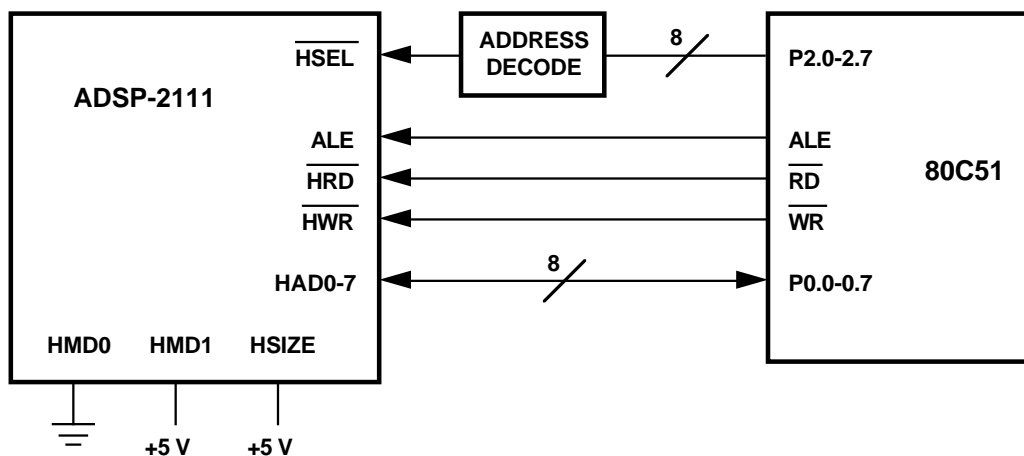 HSEL
ADDRESS
DECODE
8
P2.0-2.7
ADSP-2111
ALE
ALE
HRD
RD
80C51
HWR
WR
8
HAD0-7
P0.0-0.7
HMD0
HMD1
HSIZE
+5 V
+5 V